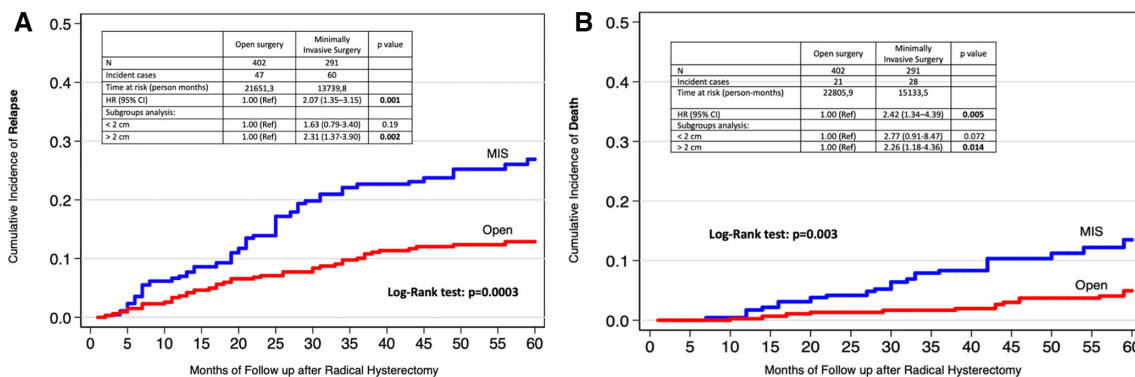 A
Cumulative Incidence of Relapse
0.5
0.4
0.3
0.2
0.1
0.0
Open surgery Minimally Invasive Surgery p value
N 402 291
Incident cases 47 60
Time at risk (person months) 21651,3 13739,8
HR (95% CI) 1.00 (Ref) 2.07 (1.35–3.15) 0.001
Subgroups analysis:
< 2 cm 1.00 (Ref) 1.63 (0.79-3.40) 0.19
> 2 cm 1.00 (Ref) 2.31 (1.37-3.90) 0.002
MIS
Open
Log-Rank test: p=0.0003
0 5 10 15 20 25 30 35 40 45 50 55 60
Months of Follow up after Radical Hysterectomy
B
Cumulative Incidence of Death
0.5
0.4
0.3
0.2
0.1
0.0
Open surgery Minimally Invasive Surgery p value
N 402 291
Incident cases 21 28
Time at risk (person-months) 22805,9 15133,5
HR (95% CI) 1.00 (Ref) 2.42 (1.34–4.39) 0.005
Subgroups analysis:
< 2 cm 1.00 (Ref) 2.77 (0.91-8.47) 0.072
> 2 cm 1.00 (Ref) 2.26 (1.18-4.36) 0.014
Log-Rank test: p=0.003
MIS
Open
0 5 10 15 20 25 30 35 40 45 50 55 60
Months of Follow up after Radical Hysterectomy